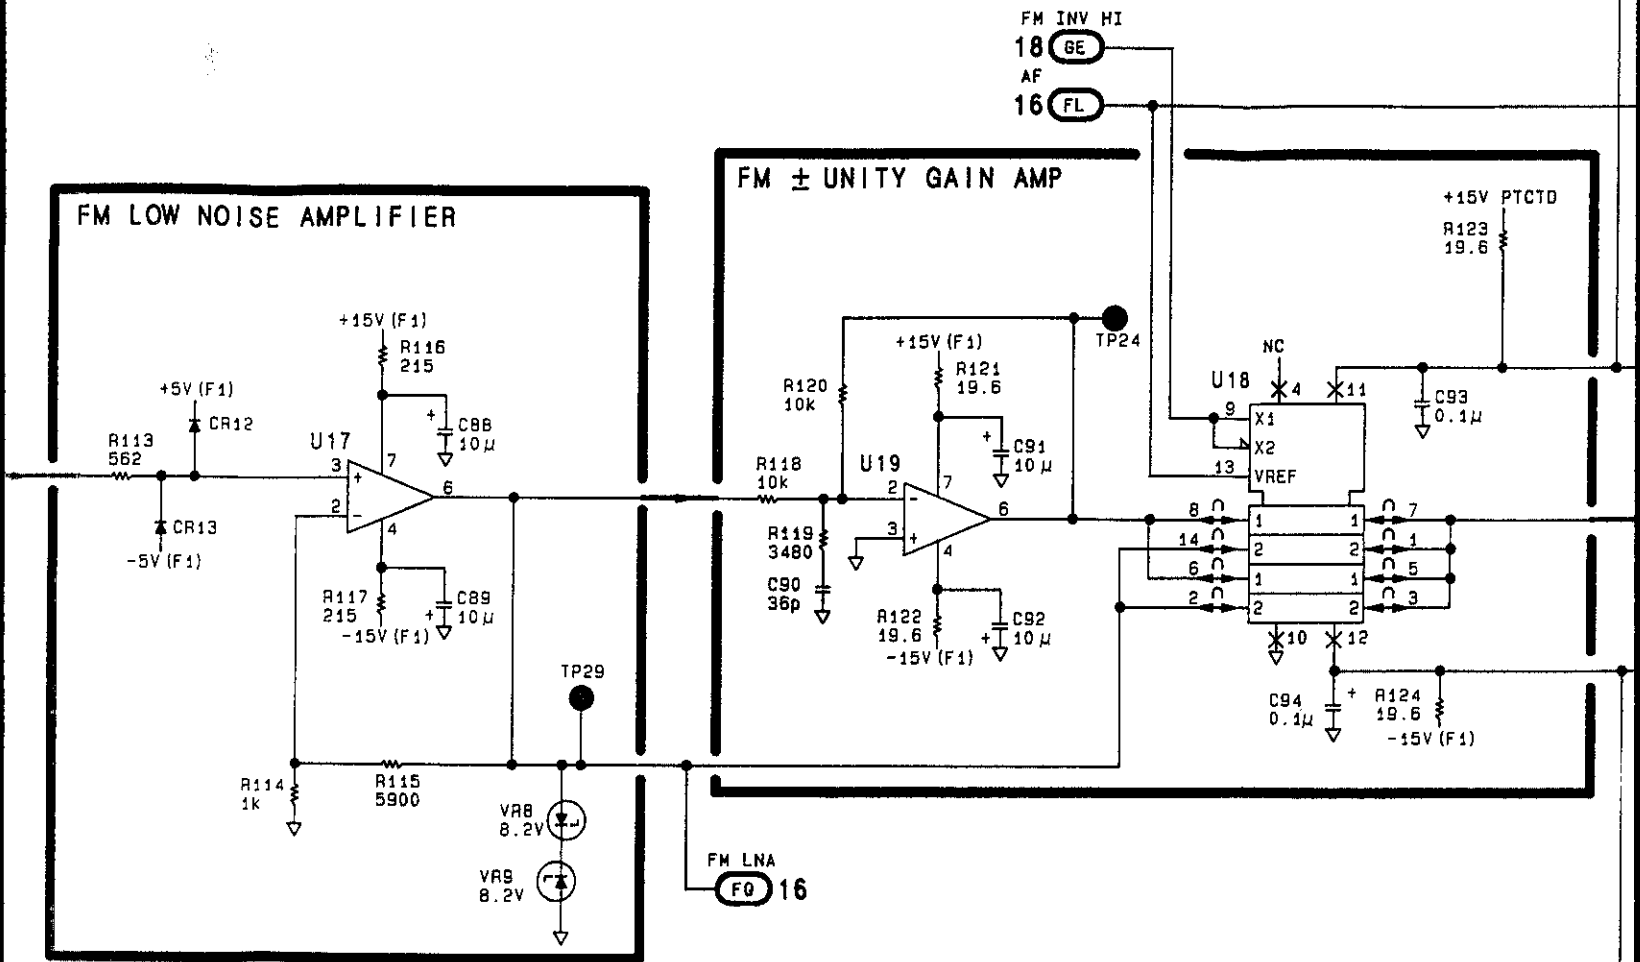 FM INV HI
18 GE
AF
16 FL
FM ± UNITY GAIN AMP
FM LOW NOISE AMPLIFIER
+15V PTCTD
R123
19.6
+15V (F1)
R116
215
+5V (F1)
CR12
R113
562
+
C88
10µ
U17
7
3
+
2
-
6
4
CR13
-5V (F1)
R117
215
-15V (F1)
+
C89
10µ
TP29
R114
1k
R115
5900
VR8
8.2V
VR9
8.2V
FM LNA
FQ 16
TP24
+15V (F1)
R121
19.6
R120
10k
+
C91
10µ
R118
10k
U19
7
2
-
3
+
6
4
R119
3480
C90
36p
R122
19.6
-15V (F1)
+
C92
10µ
NC
U18
4
11
C93
0.1µ
9
X1
X2
13
VREF
8
1
1
7
14
2
2
1
6
1
1
5
2
2
2
3
10
12
C94
0.1µ
+
R124
19.6
-15V (F1)